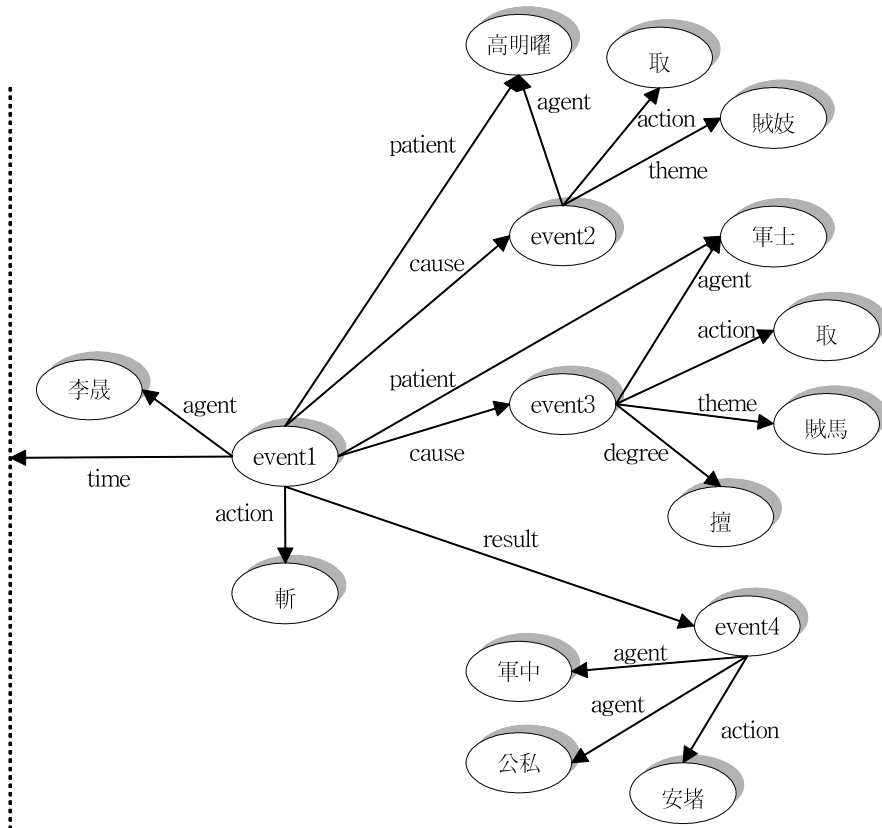 高明曜
取
agent
action
賊妓
patient
theme
event2
軍士
cause
agent
action
取
李晟
patient
agent
event3
theme
賊馬
event1
cause
degree
time
action
擅
result
斬
event4
軍中
agent
agent
action
公私
安堵